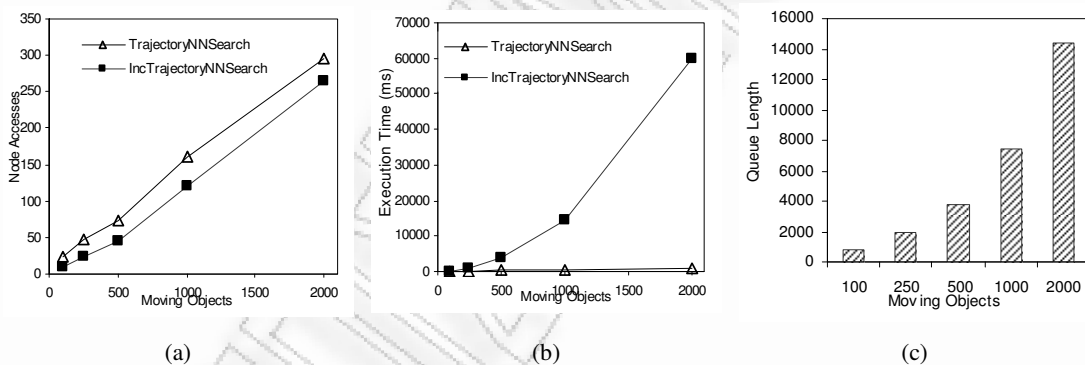 350
300
250
200
150
100
50
0
TrajectoryNNSearch
IncTrajectoryNNSearch
Node Accesses
0 500 1000 1500 2000
Moving Objects
(a)
70000
60000
50000
40000
30000
20000
10000
0
TrajectoryNNSearch
IncTrajectoryNNSearch
Execution Time (ms)
0 500 1000 1500 2000
Moving Objects
(b)
16000
14000
12000
10000
8000
6000
4000
2000
0
Queue Length
100 250 500 1000 2000
Moving Objects
(c)